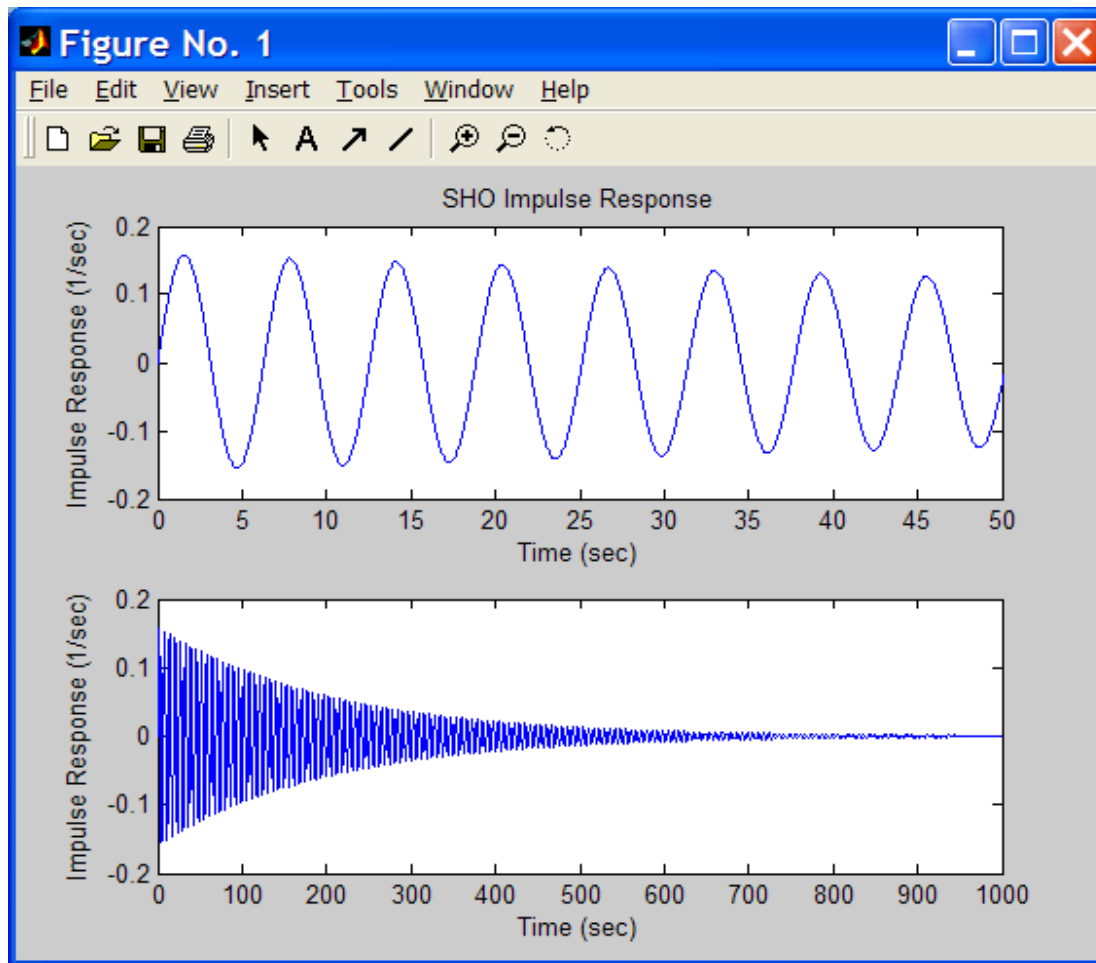 Figure No. 1
File Edit View Insert Tools Window Help
A
SHO Impulse Response
Impulse Response (1/sec)
0.2
0.1
0
-0.1
-0.2
0 5 10 15 20 25 30 35 40 45 50
Time (sec)
Impulse Response (1/sec)
0.2
0.1
0
-0.1
-0.2
0 100 200 300 400 500 600 700 800 900 1000
Time (sec)